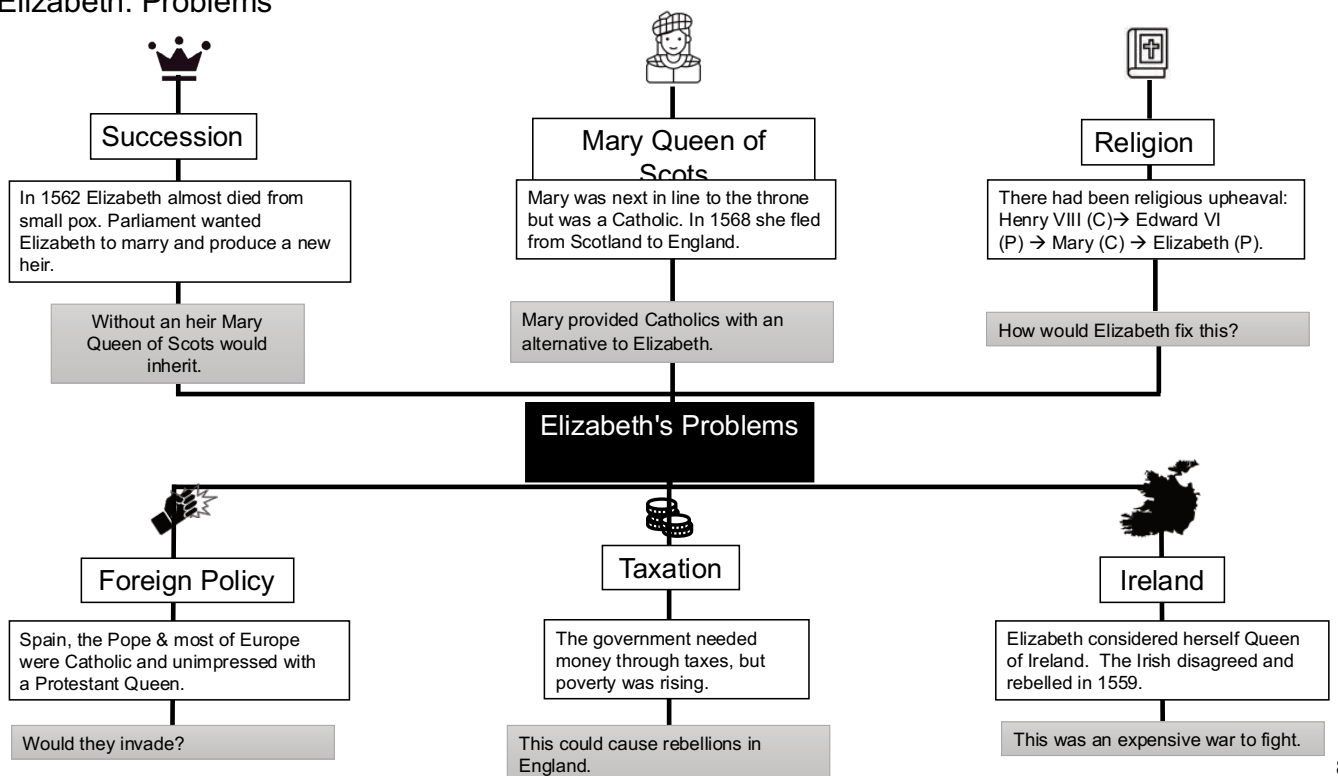 Elizabeth: Problems
Succession
In 1562 Elizabeth almost died from
small pox. Parliament wanted
Elizabeth to marry and produce a new
heir.
Without an heir Mary
Queen of Scots would
inherit.
Mary Queen of
Scots
Mary was next in line to the throne
but was a Catholic. In 1568 she fled
from Scotland to England.
Mary provided Catholics with an
alternative to Elizabeth.
Religion
There had been religious upheaval:
Henry VIII (C)→ Edward VI
(P) → Mary (C) → Elizabeth (P).
How would Elizabeth fix this?
Elizabeth's Problems
Foreign Policy
Spain, the Pope & most of Europe
were Catholic and unimpressed with
a Protestant Queen.
Would they invade?
Taxation
The government needed
money through taxes, but
poverty was rising.
This could cause rebellions in
England.
Ireland
Elizabeth considered herself Queen
of Ireland.  The Irish disagreed and
rebelled in 1559.
This was an expensive war to fight.